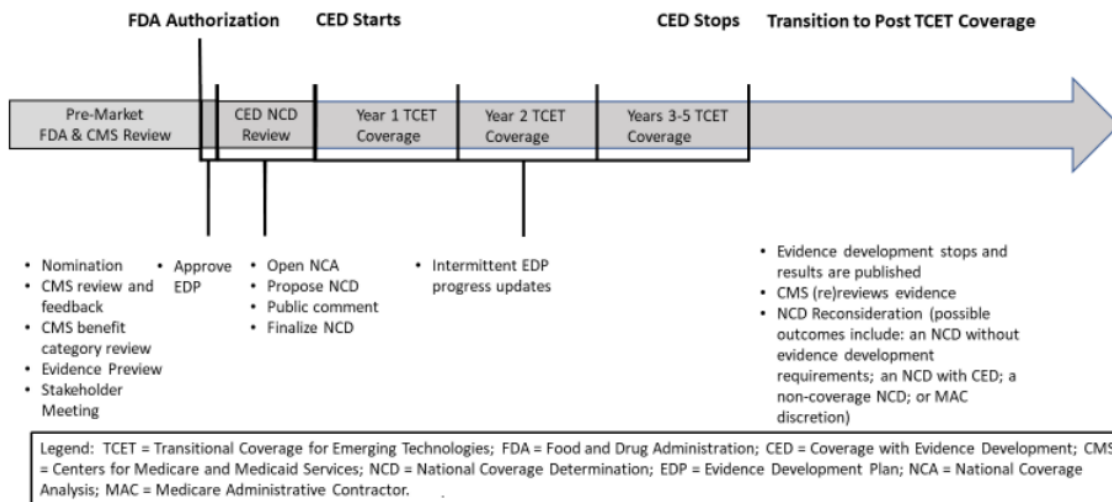 FDA Authorization
CED Starts
CED Stops
Transition to Post TCET Coverage
Pre-Market
FDA & CMS Review
CED NCD
Review
Year 1 TCET
Coverage
Year 2 TCET
Coverage
Years 3-5 TCET
Coverage
• Nomination
• CMS review and
feedback
• CMS benefit
category review
• Evidence Preview
• Stakeholder
Meeting
• Approve
EDP
• Open NCA
• Propose NCD
• Public comment
• Finalize NCD
• Intermittent EDP
progress updates
• Evidence development stops and
results are published
• CMS (re)reviews evidence
• NCD Reconsideration (possible
outcomes include: an NCD without
evidence development
requirements; an NCD with CED; a
non-coverage NCD; or MAC
discretion)
Legend: TCET = Transitional Coverage for Emerging Technologies; FDA = Food and Drug Administration; CED = Coverage with Evidence Development; CMS
= Centers for Medicare and Medicaid Services; NCD = National Coverage Determination; EDP = Evidence Development Plan; NCA = National Coverage
Analysis; MAC = Medicare Administrative Contractor.